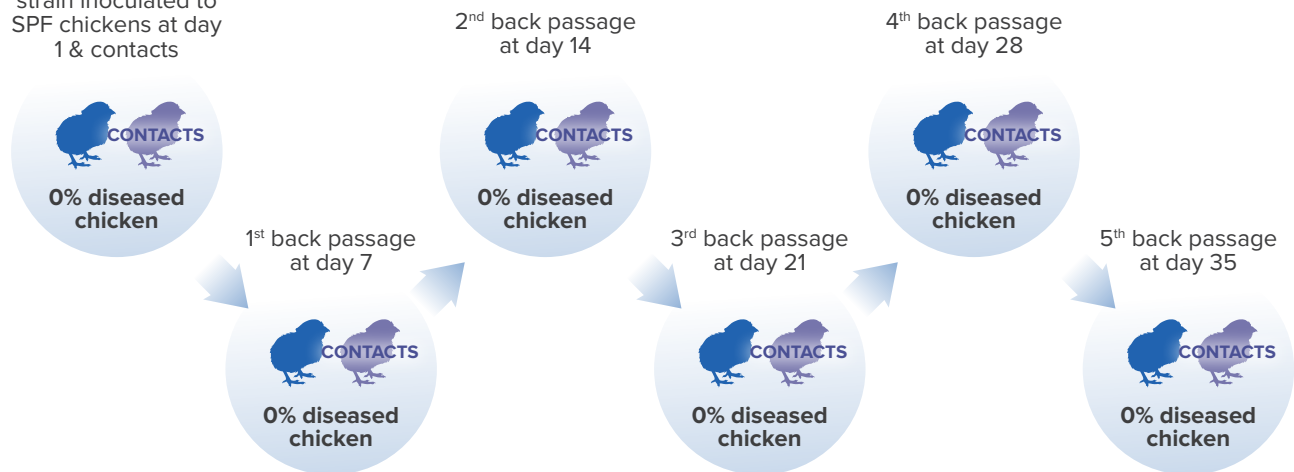 strain inoculated to
SPF chickens at day
1 & contacts
CONTACTS
0% diseased
chicken
1st back passage
at day 7
CONTACTS
0% diseased
chicken
2nd back passage
at day 14
CONTACTS
0% diseased
chicken
3rd back passage
at day 21
CONTACTS
0% diseased
chicken
4th back passage
at day 28
CONTACTS
0% diseased
chicken
5th back passage
at day 35
CONTACTS
0% diseased
chicken